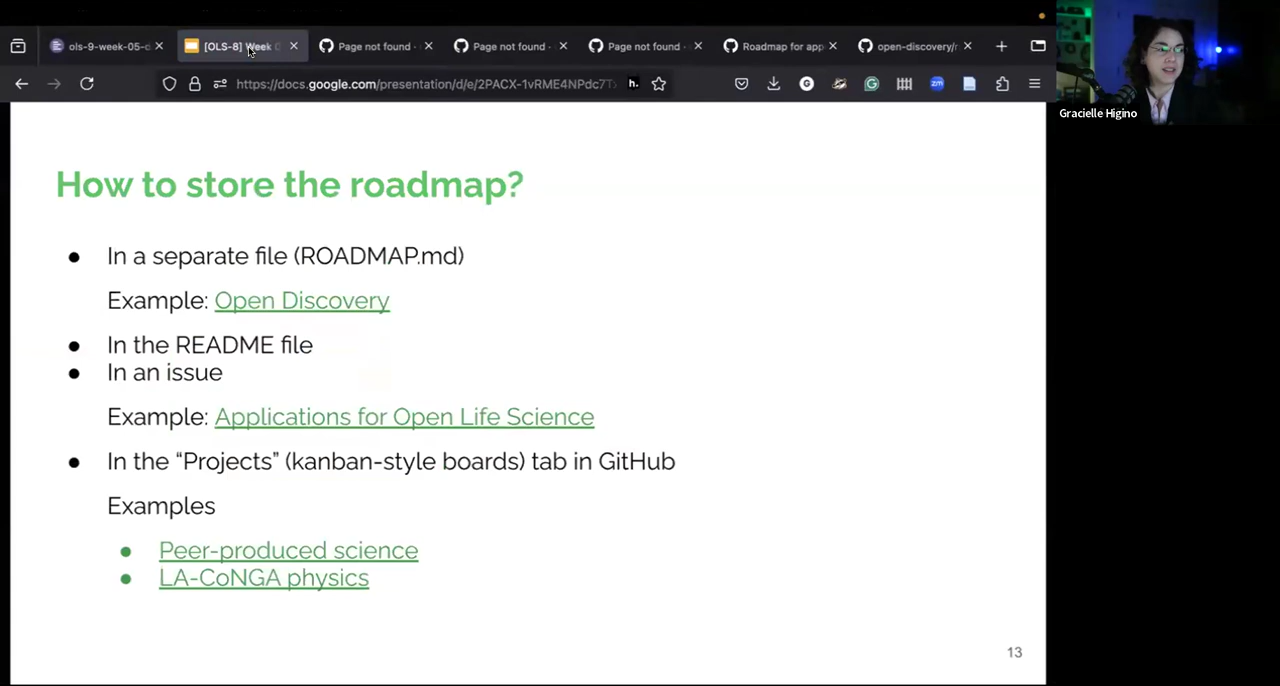 ols-9-week-05-d
[OLS-8] Week
Page not found ·
Page not found ·
Page not found ·
Roadmap for app
open-discovery/r
https://docs.google.com/presentation/d/e/2PACX-1vRME4NPdc7T
h.
G
G
zm
Gracielle Higino
How to store the roadmap?
● In a separate file (ROADMAP.md)
Example: Open Discovery
● In the README file
● In an issue
Example: Applications for Open Life Science
● In the “Projects” (kanban-style boards) tab in GitHub
Examples
● Peer-produced science
● LA-CoNGA physics
13